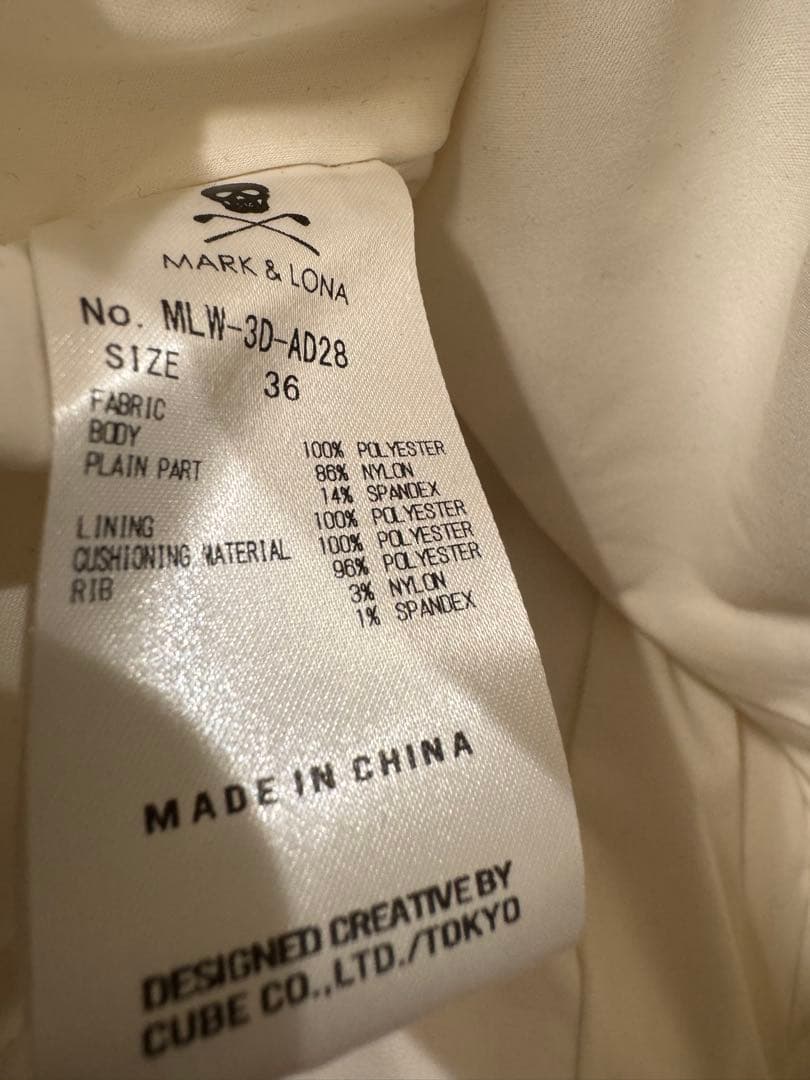 MARK & LONA
No. MLW-3D-AD28
SIZE 36
FABRIC
BODY 100% POLYESTER
PLAIN PART 86% NYLON
14% SPANDEX
LINING 100% POLYESTER
CUSHIONING MATERIAL 100% POLYESTER
RIB 96% POLYESTER
3% NYLON
1% SPANDEX
MADE IN CHINA
DESIGNED CREATIVE BY
CUBE CO.,LTD./TOKYO